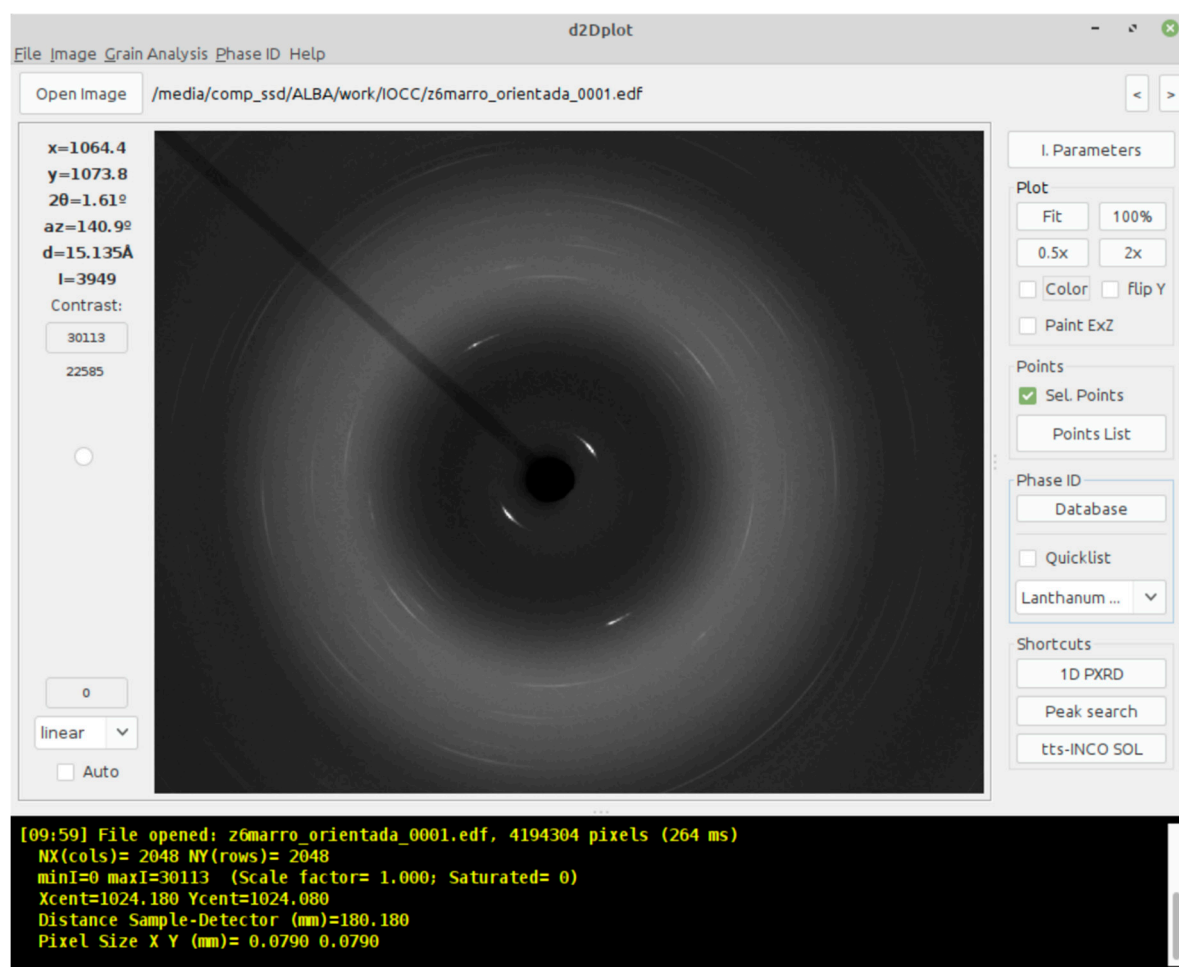 d2Dplot
File Image Grain Analysis Phase ID Help
Open Image /media/comp_ssd/ALBA/work/IOCC/z6marro_orientada_0001.edf < >
x=1064.4
y=1073.8
2θ=1.61º
az=140.9º
d=15.135Å
I=3949
Contrast:
30113
22585
0
linear
Auto
I. Parameters
Plot
Fit 100%
0.5x 2x
Color flip Y
Paint ExZ
Points
Sel. Points
Points List
Phase ID
Database
Quicklist
Lanthanum ...
Shortcuts
1D PXRD
Peak search
tts-INCO SOL
[09:59] File opened: z6marro_orientada_0001.edf, 4194304 pixels (264 ms)
NX(cols)= 2048 NY(rows)= 2048
minI=0 maxI=30113 (Scale factor= 1.000; Saturated= 0)
Xcent=1024.180 Ycent=1024.080
Distance Sample-Detector (mm)=180.180
Pixel Size X Y (mm)= 0.0790 0.0790